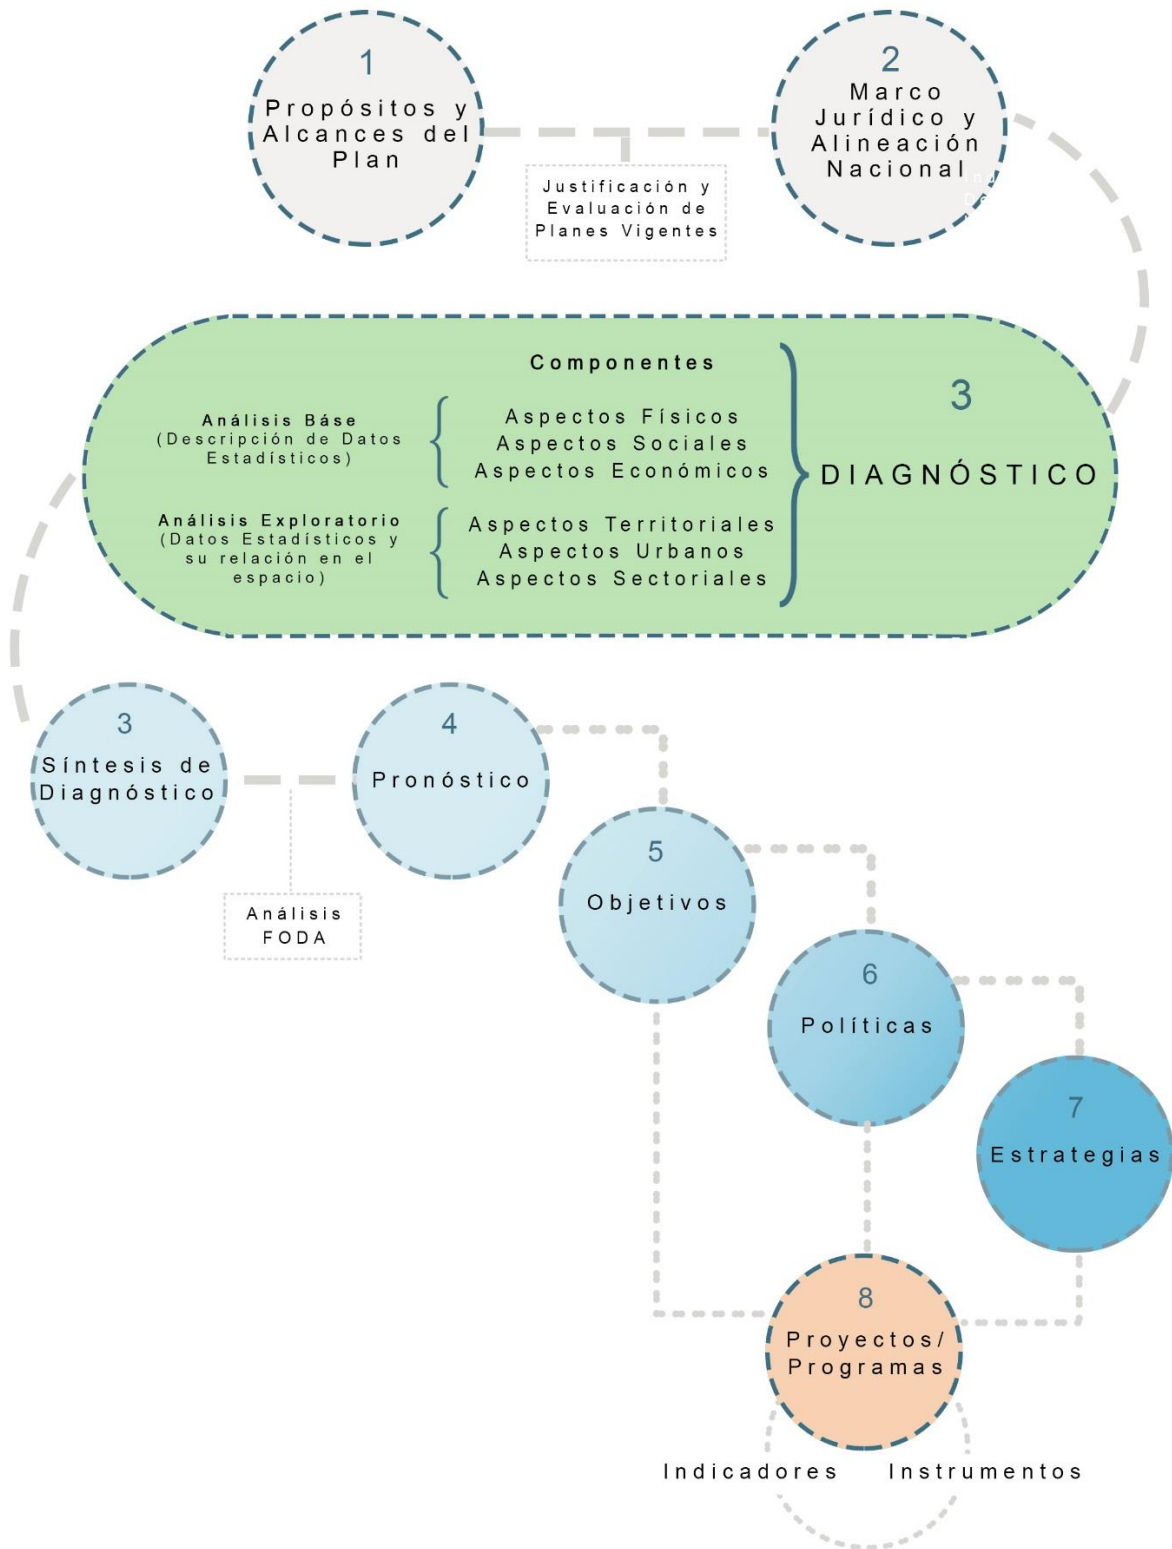 1
Propósitos y
Alcances del
Plan
2
Marco
Jurídico y
Alineación
Nacional
Justificación y
Evaluación de
Planes Vigentes
Componentes
3
DIAGNÓSTICO
Análisis Báse
(Descripción de Datos
Estadísticos)
Aspectos Físicos
Aspectos Sociales
Aspectos Económicos
Análisis Exploratorio
(Datos Estadísticos y
su relación en el
espacio)
Aspectos Territoriales
Aspectos Urbanos
Aspectos Sectoriales
3
Síntesis de
Diagnóstico
4
Pronóstico
Análisis
FODA
5
Objetivos
6
Políticas
7
Estrategias
8
Proyectos/
Programas
Indicadores
Instrumentos